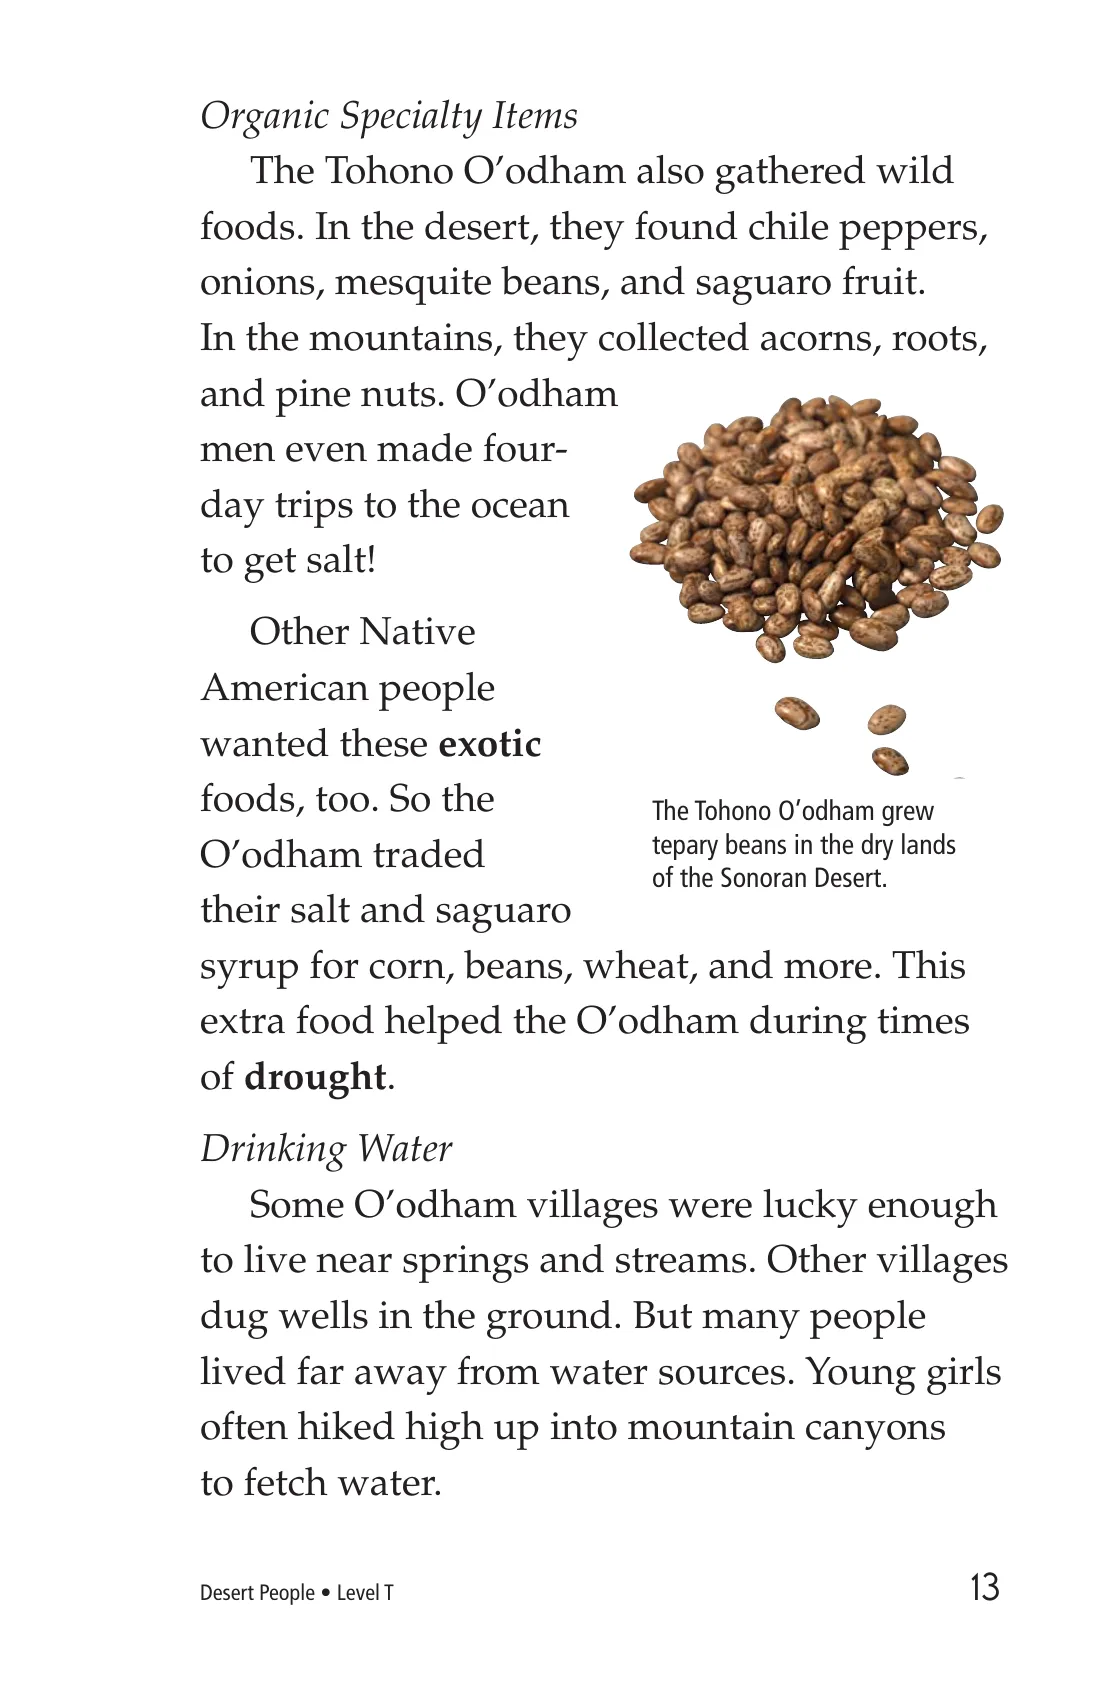 Organic Specialty Items
The Tohono O’odham also gathered wild
foods. In the desert, they found chile peppers,
onions, mesquite beans, and saguaro fruit.
In the mountains, they collected acorns, roots,
and pine nuts. O’odham
men even made four-
day trips to the ocean
to get salt!
Other Native
American people
wanted these exotic
foods, too. So the
O’odham traded
their salt and saguaro
syrup for corn, beans, wheat, and more. This
extra food helped the O’odham during times
of drought.
The Tohono O’odham grew
tepary beans in the dry lands
of the Sonoran Desert.
Drinking Water
Some O’odham villages were lucky enough
to live near springs and streams. Other villages
dug wells in the ground. But many people
lived far away from water sources. Young girls
often hiked high up into mountain canyons
to fetch water.
Desert People • Level T
13